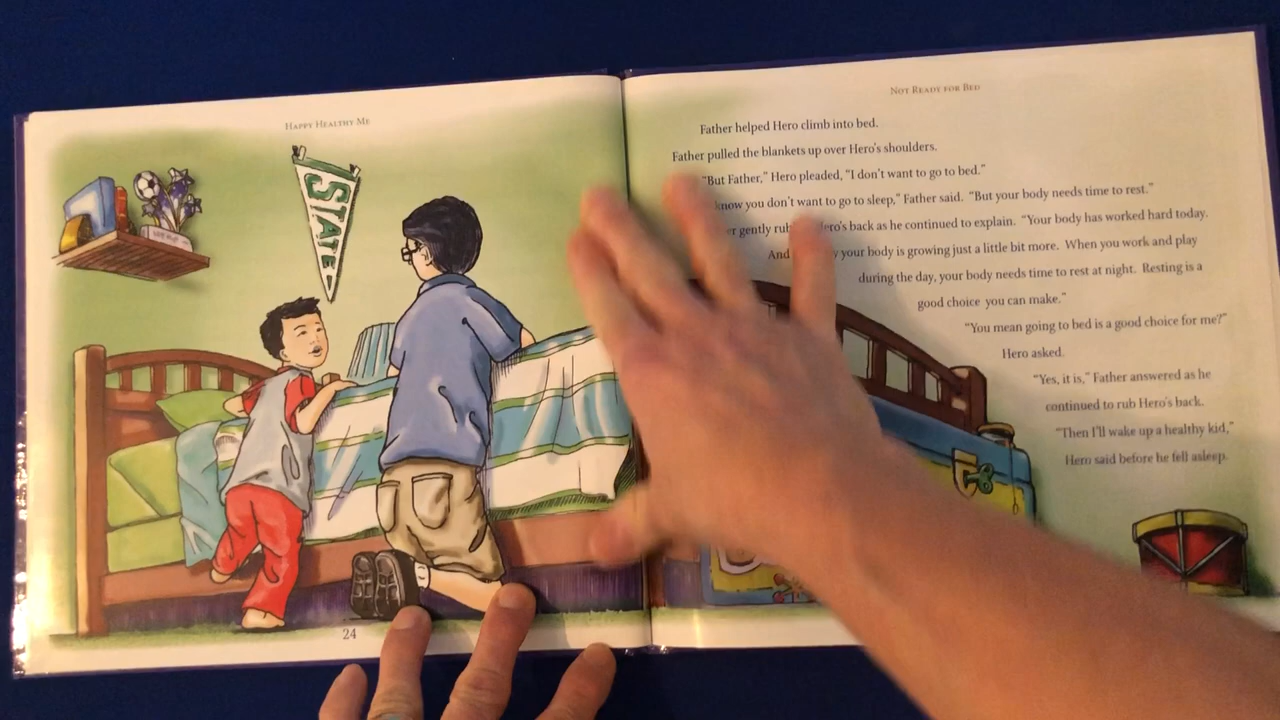 HAPPY HEALTHY ME
STATE
24
NOT READY FOR BED
Father helped Hero climb into bed.
Father pulled the blankets up over Hero's shoulders.
"But Father," Hero pleaded, "I don't want to go to bed."
know you don't want to go to sleep," Father said. "But your body needs time to rest."
gently back as he continued to explain. "Your body has worked hard today.
And your body is growing just a little bit more. When you work and play
during the day, your body needs time to rest at night. Resting is a
good choice you can make."
"You mean going to bed is a good choice for me?"
Hero asked.
"Yes, it is," Father answered as he
continued to rub Hero's back.
"Then I'll wake up a healthy kid,"
Hero said before he fell asleep.